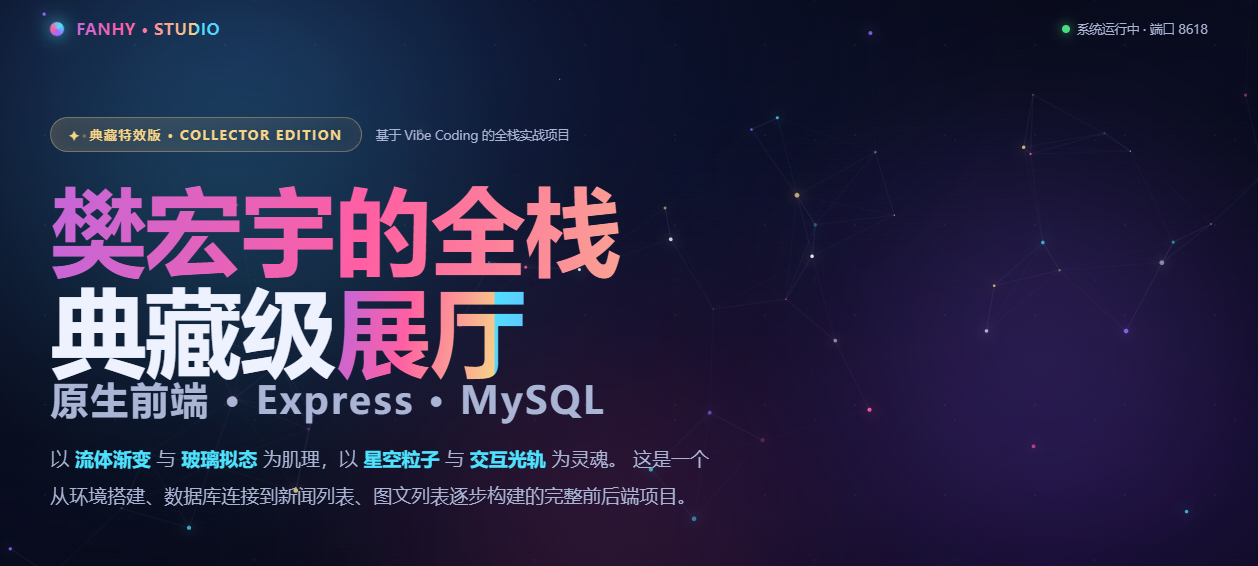 FANHY • STUDIO
系统运行中 · 端口 8618
✦ 典藏特效版 • COLLECTOR EDITION
基于 Vibe Coding 的全栈实战项目
樊宏宇的全栈
典藏级展厅
原生前端 • Express • MySQL
以 流体渐变 与 玻璃拟态 为肌理，以 星空粒子 与 交互光轨 为灵魂。 这是一个
从环境搭建、数据库连接到新闻列表、图文列表逐步构建的完整前后端项目。